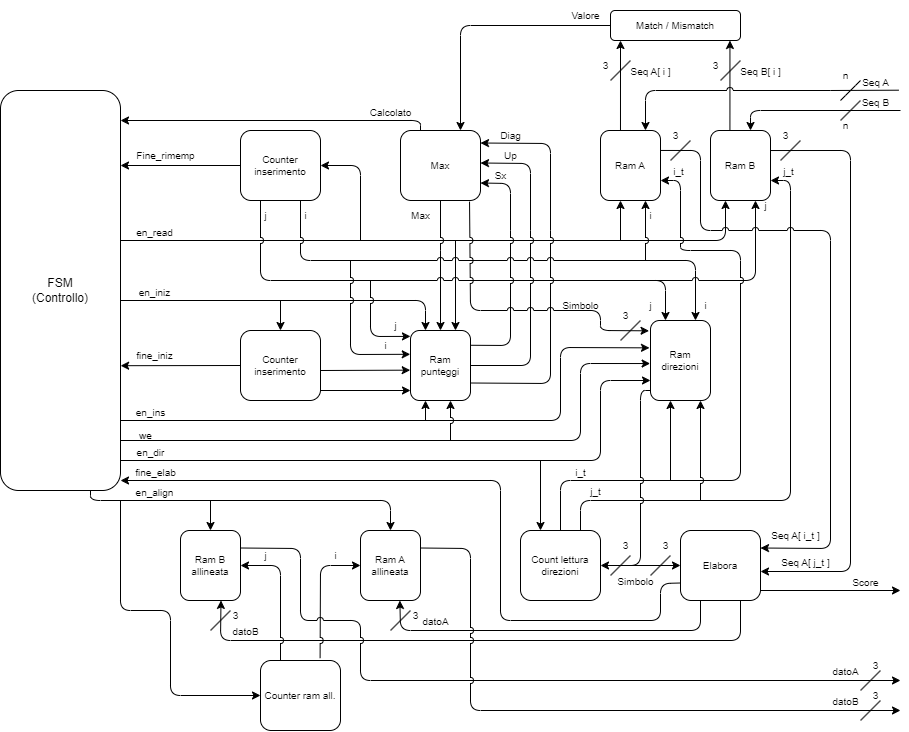 Valore
Match / Mismatch
3
Seq A[ i ]
3
Seq B[ i ]
n
Seq A
Seq B
n
Calcolato
Diag
Fine_rimemp
Counter
inserimento
Max
Up
Sx
Ram A
3
i_t
Ram B
3
j_t
j
i
Max
i
j
en_read
FSM
(Controllo)
en_iniz
Simbolo
3
j
i
j
i
fine_iniz
Counter
inserimento
Ram
punteggi
Ram
direzioni
en_ins
we
en_dir
fine_elab
i_t
en_align
j_t
Ram B
allineata
j
i
Ram A
allineata
Count lettura
direzioni
3
3
Simbolo
Elabora
Seq A[ i_t ]
Seq A[ j_t ]
Score
3
datoB
3
datoA
Counter ram all.
datoA
3
datoB
3